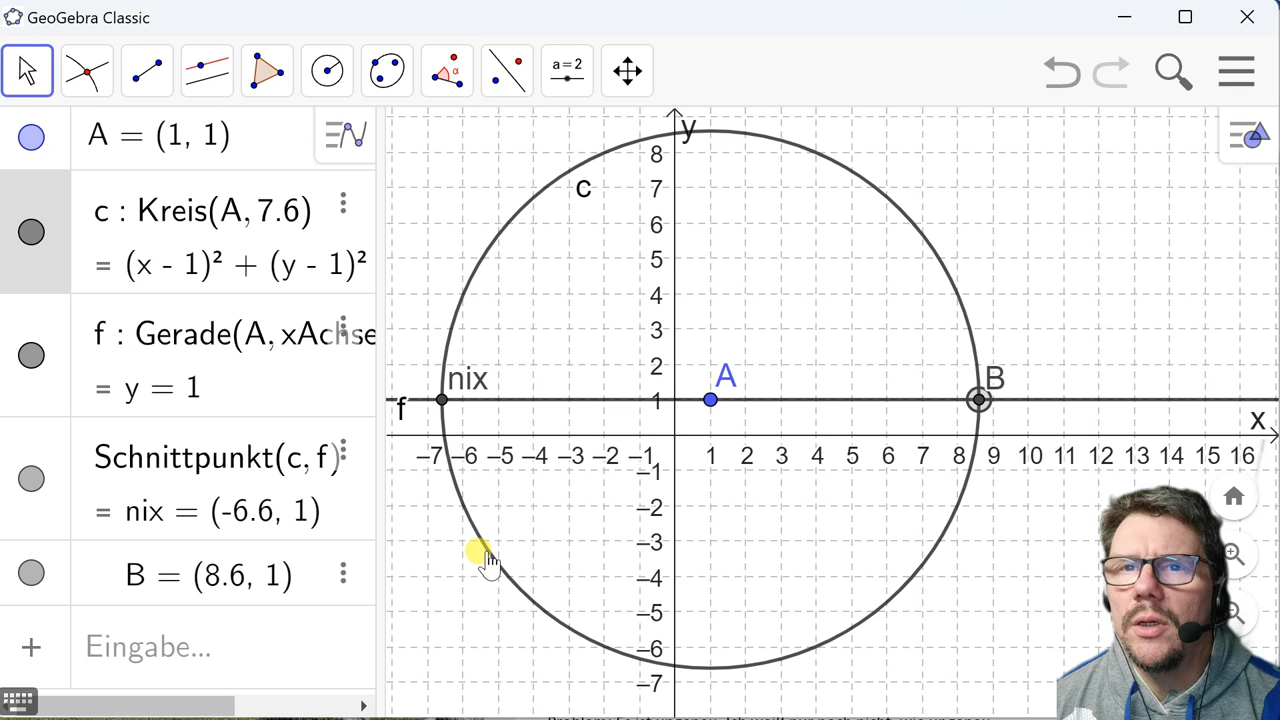 GeoGebra Classic
α
a = 2
A = (1, 1)
c : Kreis(A, 7.6)
= (x - 1)² + (y - 1)²
f : Gerade(A, xAchse
= y = 1
Schnittpunkt(c, f)
= nix = (-6.6, 1)
B = (8.6, 1)
+ Eingabe...
y
8
c
7
6
5
4
3
2
nix
A
B
1
f
x
–7 –6 –5 –4 –3 –2 –1 1 2 3 4 5 6 7 8 9 10 11 12 13 14 15 16
–1
–2
–3
–4
–5
–6
–7